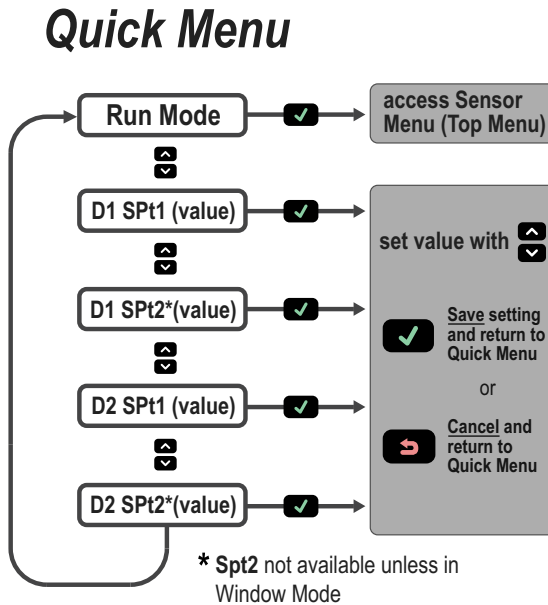 Quick Menu
Run Mode
access Sensor
Menu (Top Menu)
D1 SPt1 (value)
set value with
D1 SPt2*(value)
Save setting
and return to
Quick Menu
or
D2 SPt1 (value)
Cancel and
return to
Quick Menu
D2 SPt2*(value)
* Spt2 not available unless in
Window Mode